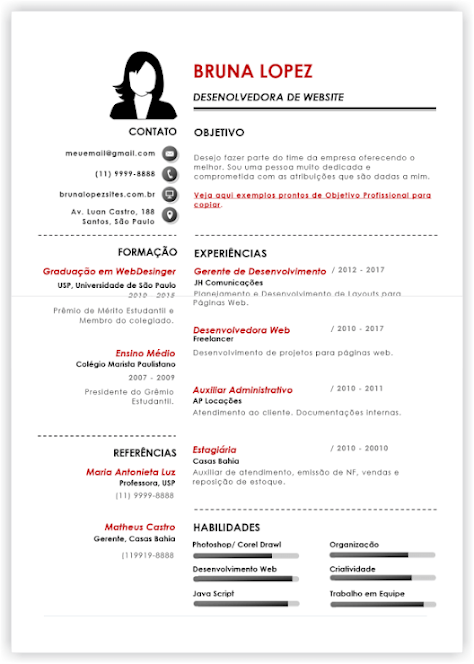 BRUNA LOPEZ
DESENOLVEDORA DE WEBSITE
CONTATO
meuemail@gmail.com
(11) 9999-8888
brunalopezsites.com.br
Av. Luan Castro, 188
Santos, São Paulo
OBJETIVO
Desejo fazer parte do time da empresa oferecendo o
melhor. Sou uma pessoa muito dedicada e
comprometida com as atribuições que são dadas a mim.
Veja aqui exemplos prontos de Objetivo Profissional para
copiar.
FORMAÇÃO
Graduação em WebDesinger
USP, Universidade de São Paulo
2010 - 2015
Prêmio de Mérito Estudantil e
Membro do colegiado.
Ensino Médio
Colégio Marista Paulistano
2007 - 2009
Presidente do Grêmio
Estudantil.
REFERÊNCIAS
Maria Antonieta Luz
Professora, USP
(11) 9999-8888
Matheus Castro
Gerente, Casas Bahia
(119919-8888
EXPERIÊNCIAS
Gerente de Desenvolvimento / 2012 - 2017
JH Comunicações
Planejamento e Desenvolvimento de Layouts para
Páginas Web.
Desenvolvedora Web / 2010 - 2017
Freelancer
Desenvolvimento de projetos para páginas web.
Auxiliar Administrativo / 2010 - 2011
AP Locações
Atendimento ao cliente. Documentações internas.
Estagiária / 2010 - 20010
Casas Bahia
Auxiliar de atendimento, emissão de NF, vendas e
reposição de estoque.
HABILIDADES
Photoshop/ Corel Drawl
Organização
Desenvolvimento Web
Criatividade
Java Script
Trabalho em Equipe